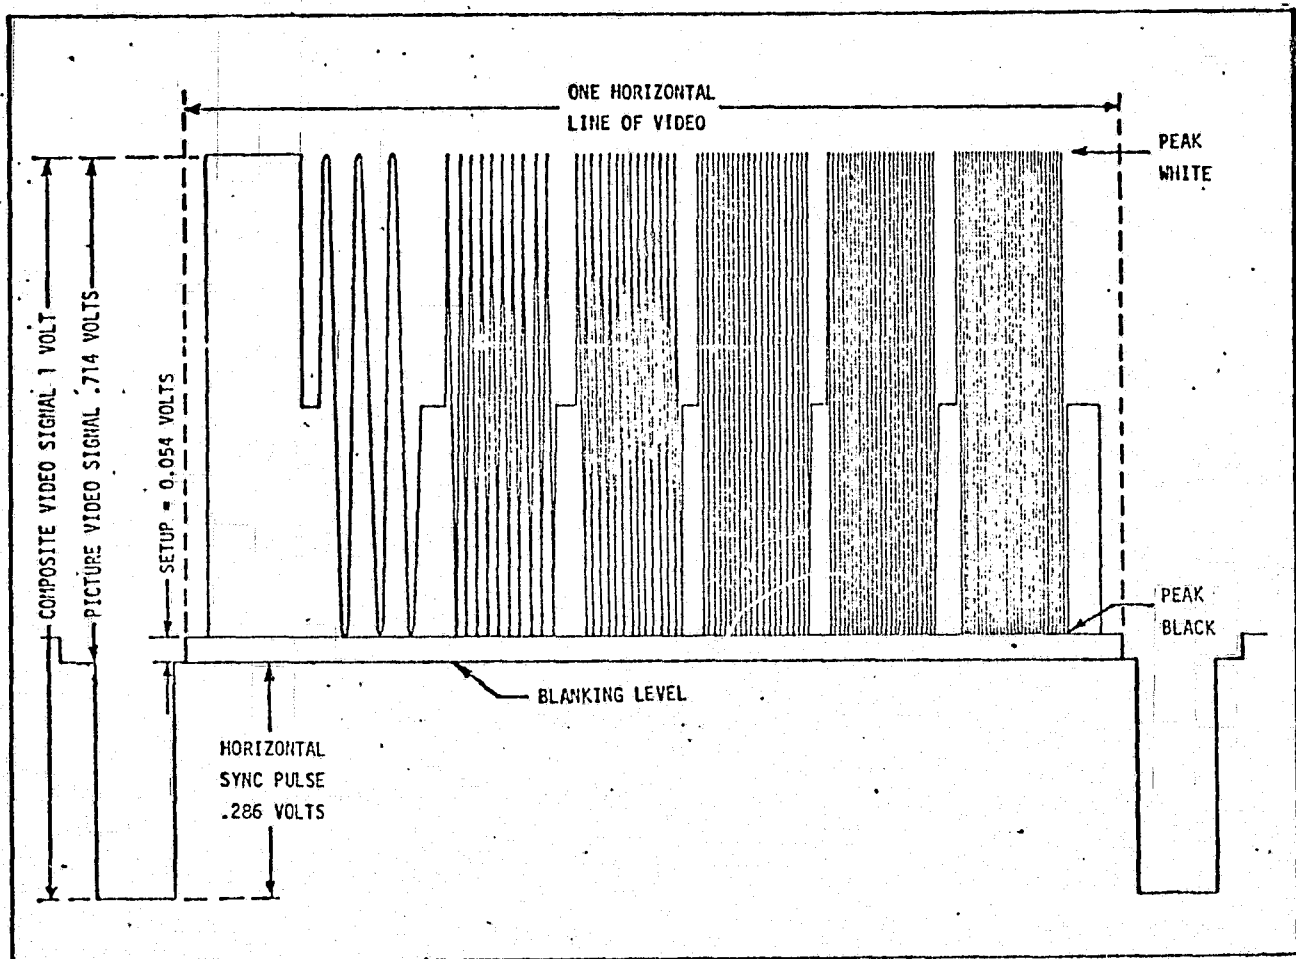 ONE HORIZONTAL
LINE OF VIDEO
PEAK
WHITE
COMPOSITE VIDEO SIGNAL 1 VOLT
PICTURE VIDEO SIGNAL .714 VOLTS
SETUP = 0.054 VOLTS
PEAK
BLACK
BLANKING LEVEL
HORIZONTAL
SYNC PULSE
.286 VOLTS